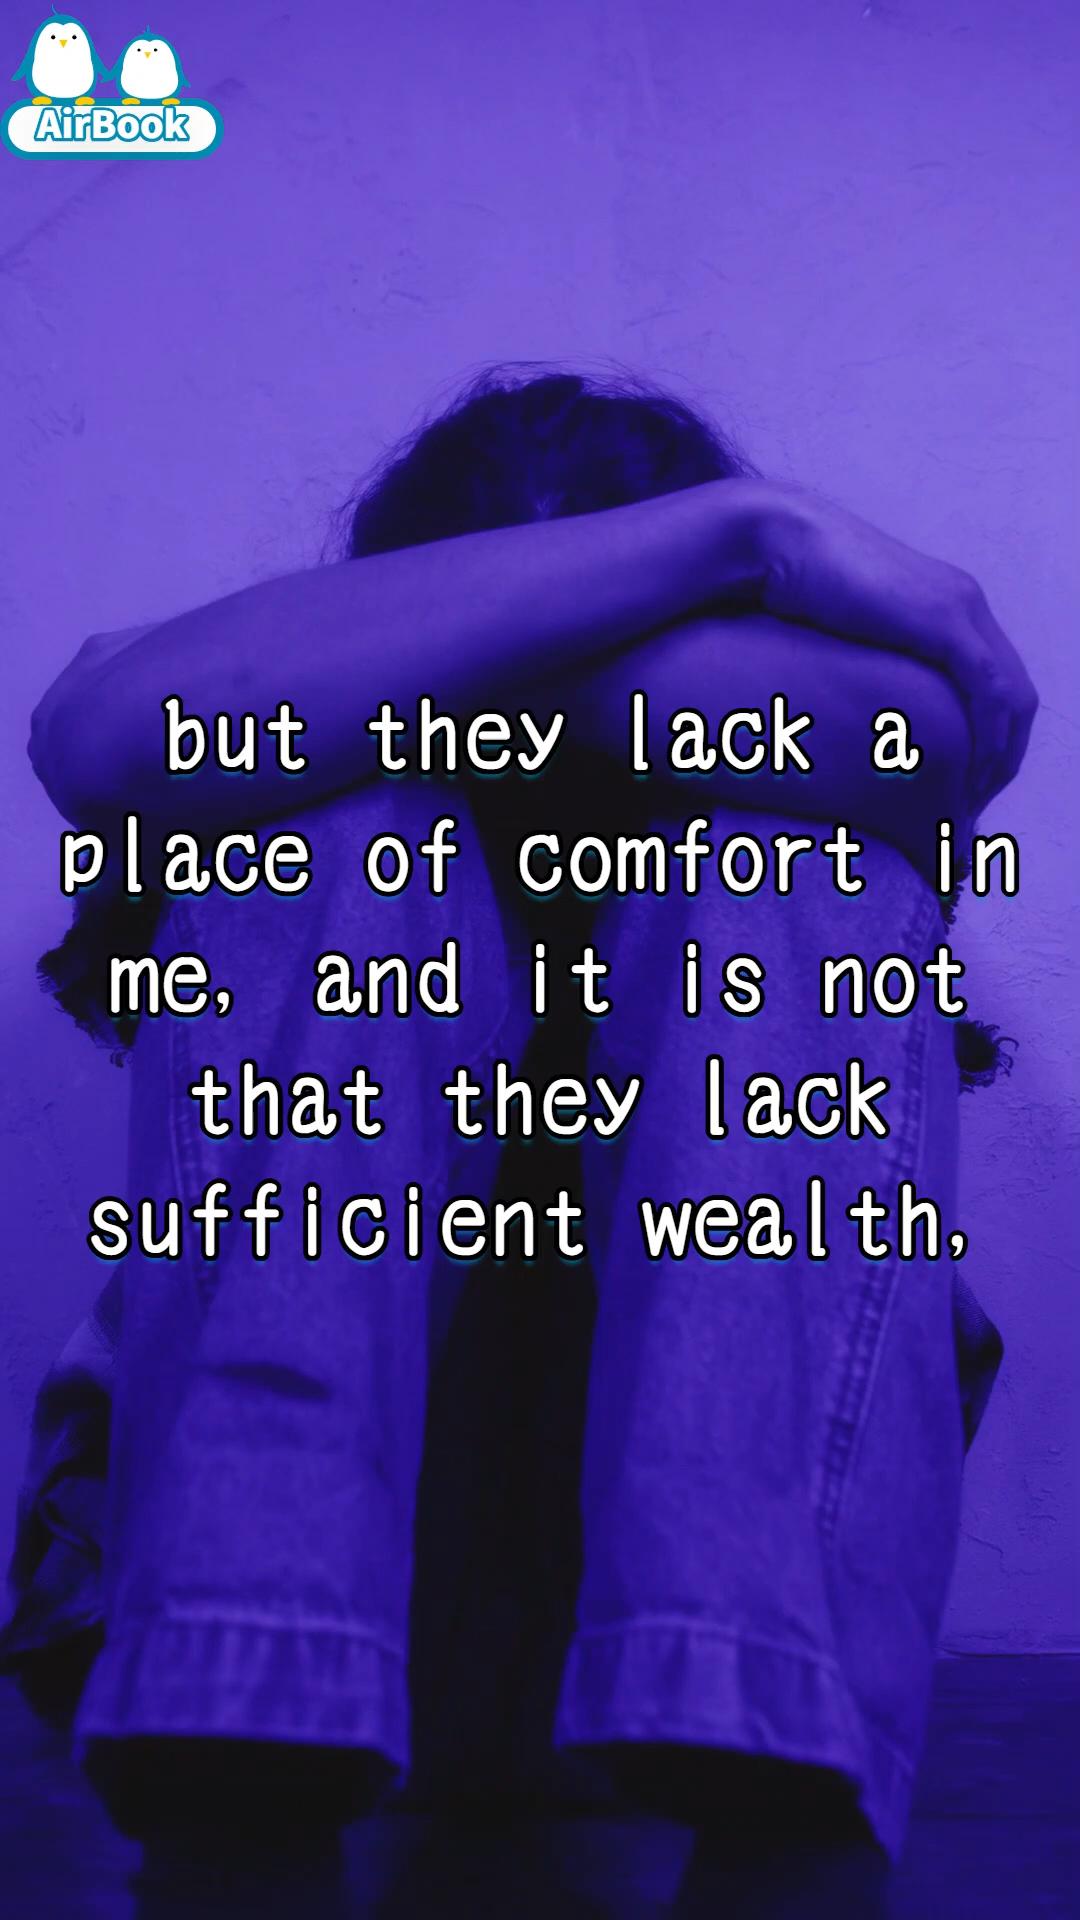 AirBook
but they lack a
place of comfort in
me, and it is not
that they lack
sufficient wealth,